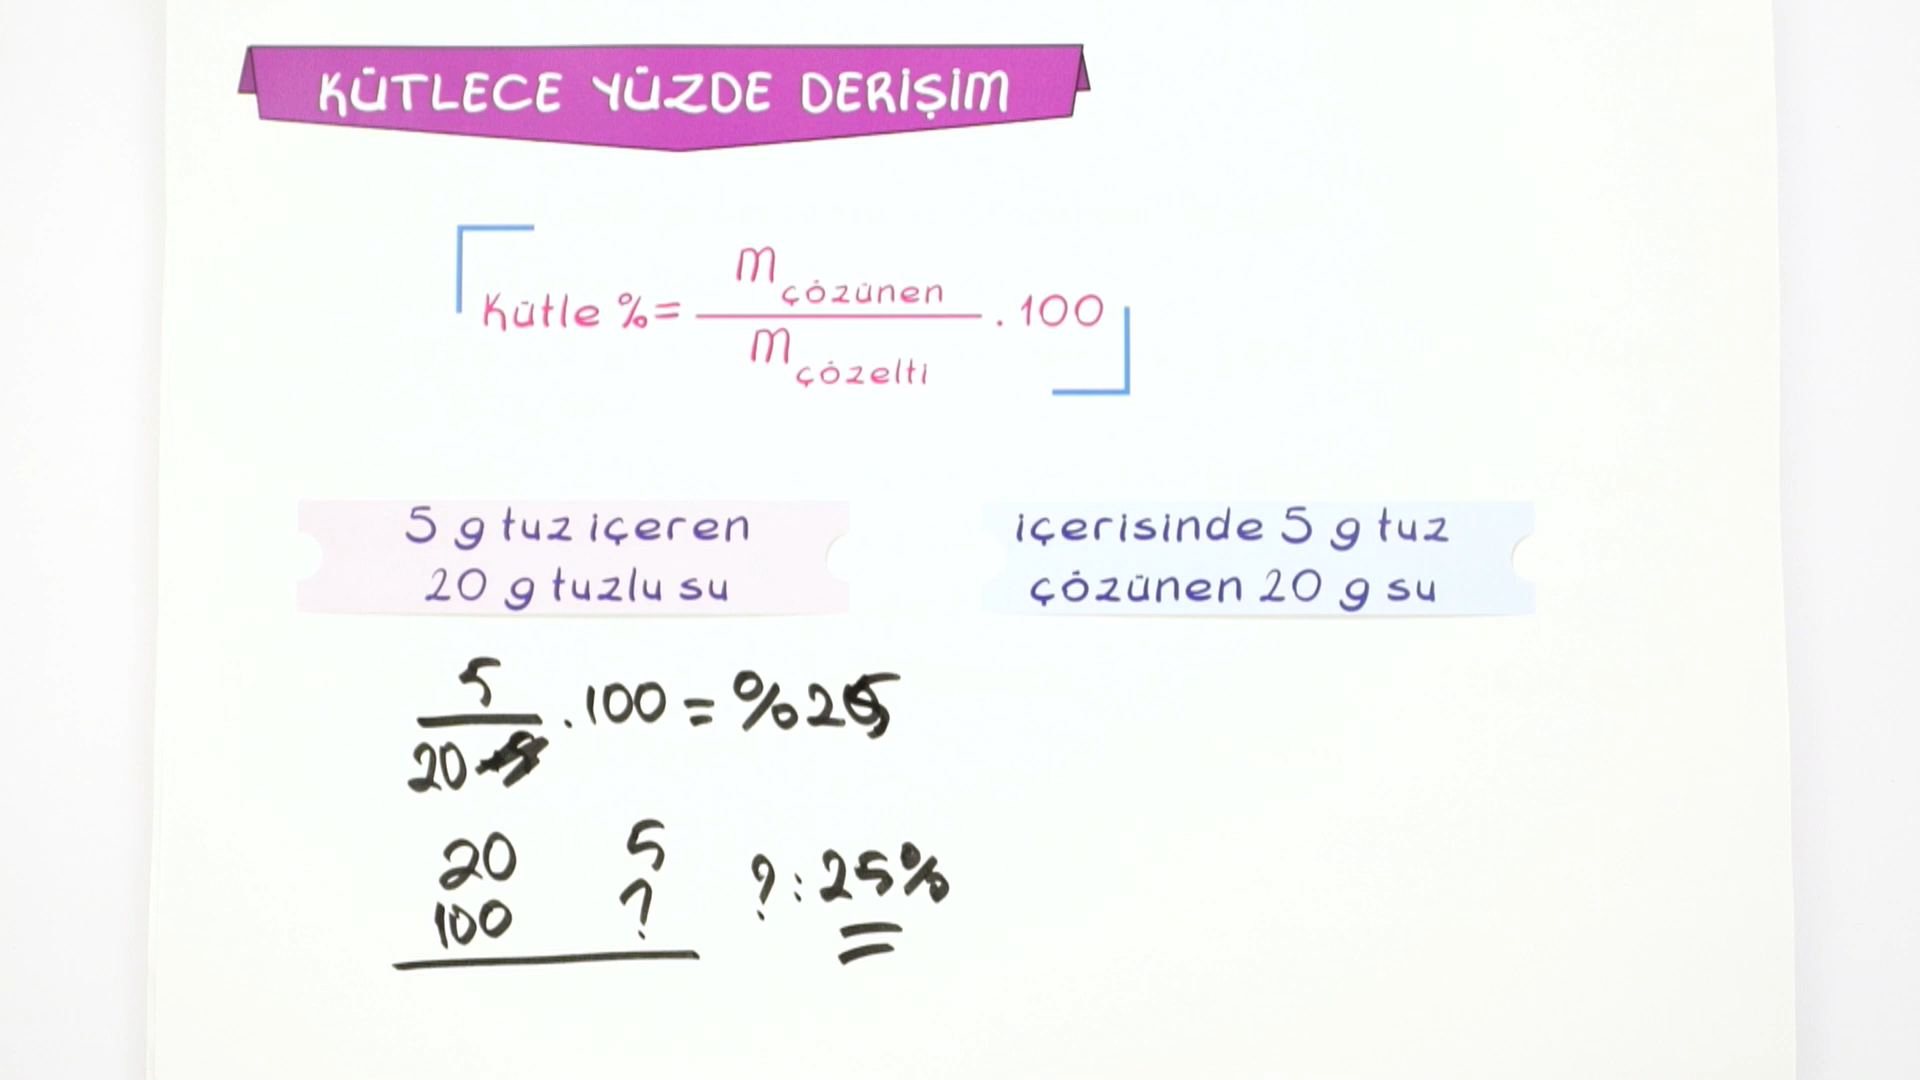 KÜTLECE YÜZDE DERİŞİM
Kütle %= m çözünen / m çözelti . 100
5 g tuz içeren
20 g tuzlu su
içerisinde 5 g tuz
çözünen 20 g su
5 / 20 . 100 = %25
20 5
100 ?
? : 25%